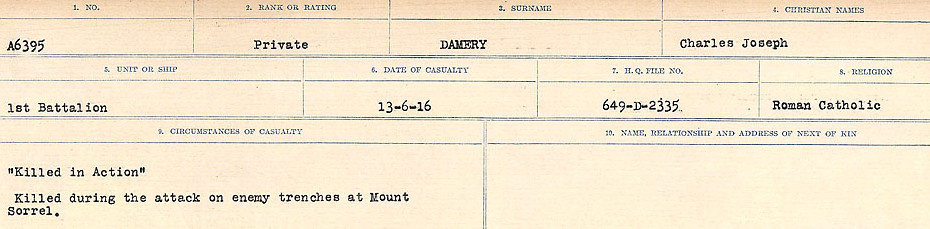 1. NO. 2. RANK OR RATING 3. SURNAME 4. CHRISTIAN NAMES
A6395 Private DAMERY Charles Joseph
5. UNIT OR SHIP 6. DATE OF CASUALTY 7. H.Q. FILE NO. 8. RELIGION
1st Battalion 13-6-16 649-D-2335. Roman Catholic
9. CIRCUMSTANCES OF CASUALTY 10. NAME, RELATIONSHIP AND ADDRESS OF NEXT OF KIN
"Killed in Action"
Killed during the attack on enemy trenches at Mount
Sorrel.